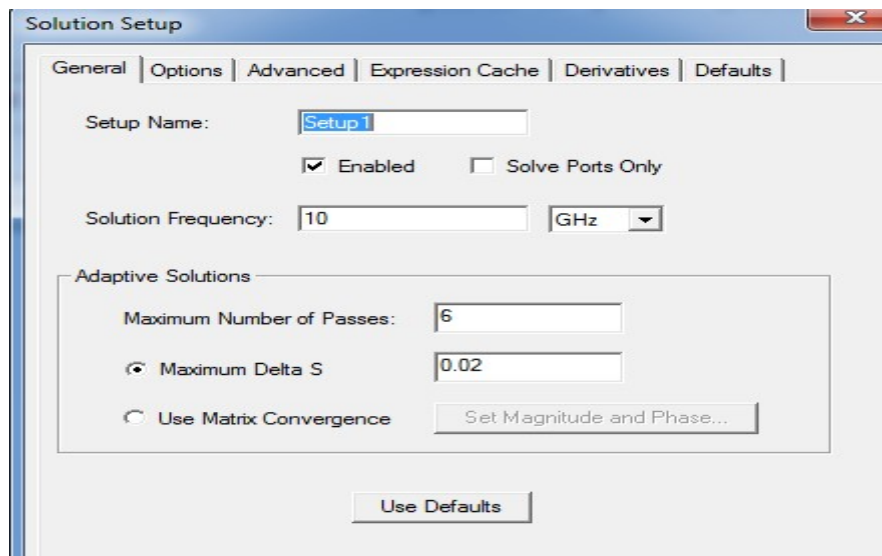 Solution Setup
General Options Advanced Expression Cache Derivatives Defaults
Setup Name: Setup1
Enabled Solve Ports Only
Solution Frequency: 10 GHz
Adaptive Solutions
Maximum Number of Passes: 6
Maximum Delta S 0.02
Use Matrix Convergence Set Magnitude and Phase...
Use Defaults